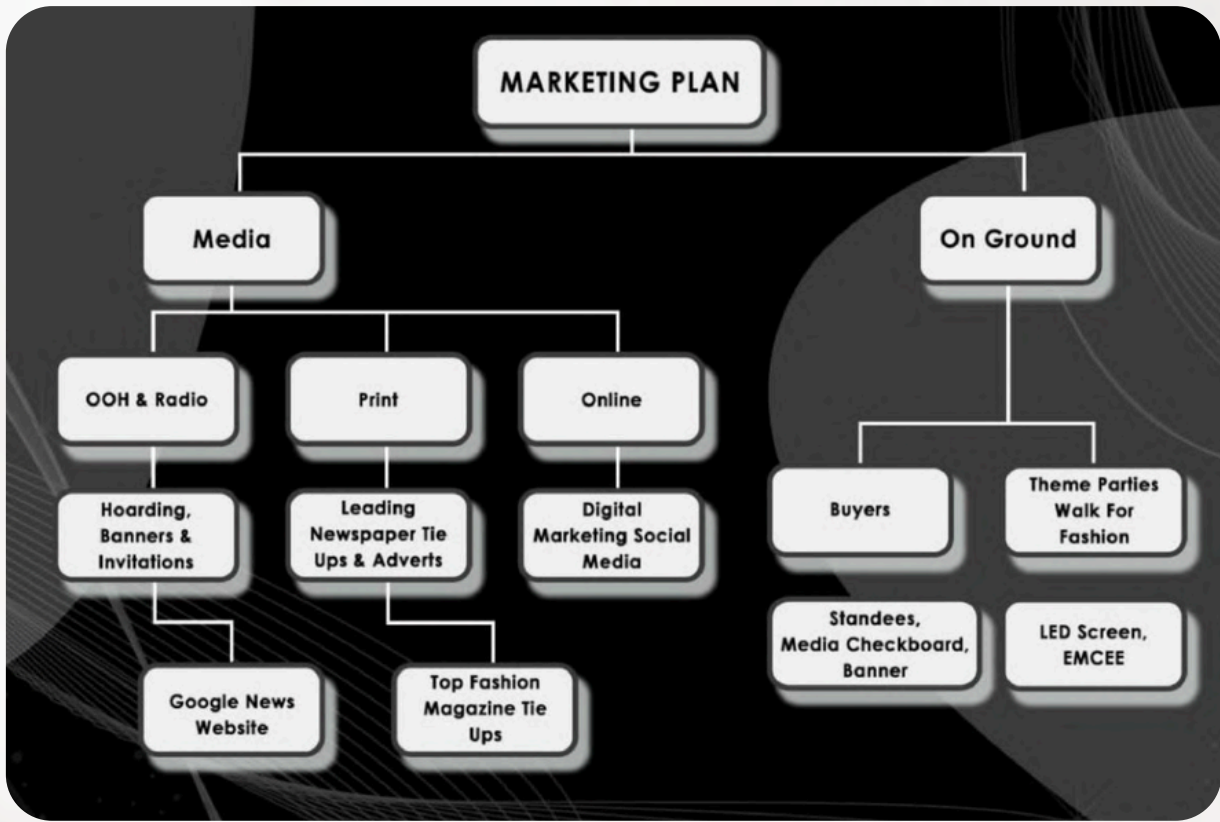 MARKETING PLAN
Media
On Ground
OOH & Radio
Print
Online
Hoarding,
Banners &
Invitations
Leading
Newspaper Tie
Ups & Adverts
Digital
Marketing Social
Media
Buyers
Theme Parties
Walk For
Fashion
Standees,
Media Checkboard,
Banner
LED Screen,
EMCEE
Google News
Website
Top Fashion
Magazine Tie
Ups